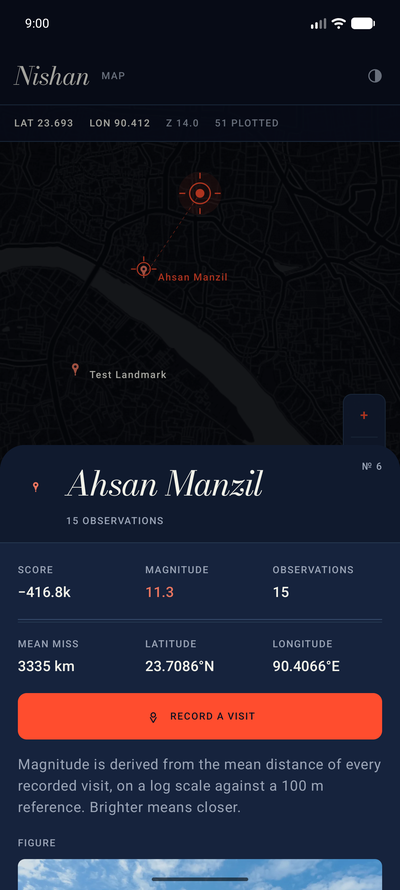 9:00
Nishan MAP
LAT 23.693 LON 90.412 Z 14.0 51 PLOTTED
Ahsan Manzil
Test Landmark
+
№ 6
Ahsan Manzil
15 OBSERVATIONS
SCORE MAGNITUDE OBSERVATIONS
−416.8k 11.3 15
MEAN MISS LATITUDE LONGITUDE
3335 km 23.7086°N 90.4066°E
RECORD A VISIT
Magnitude is derived from the mean distance of every
recorded visit, on a log scale against a 100 m
reference. Brighter means closer.
FIGURE